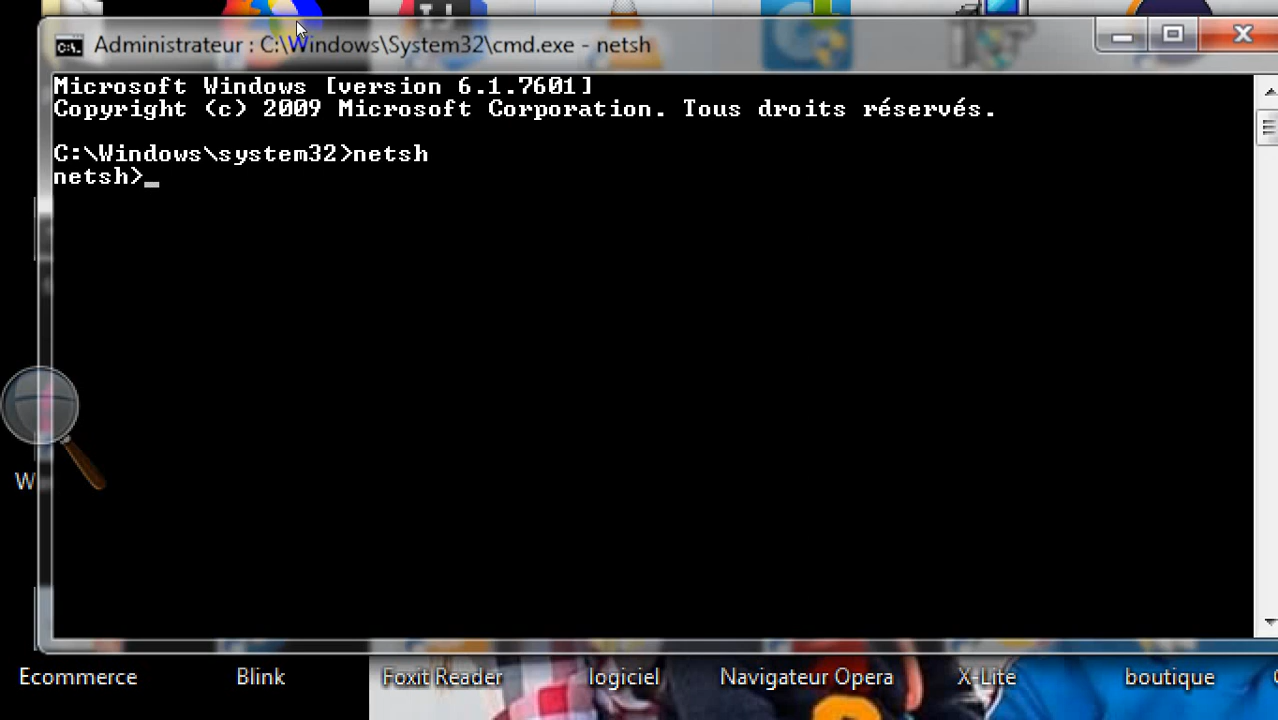 Administrateur : C:\Windows\System32\cmd.exe - netsh
Microsoft Windows [version 6.1.7601]
Copyright (c) 2009 Microsoft Corporation. Tous droits réservés.
C:\Windows\system32>netsh
netsh>_
W
Ecommerce Blink Foxit Reader logiciel Navigateur Opera X-Lite boutique